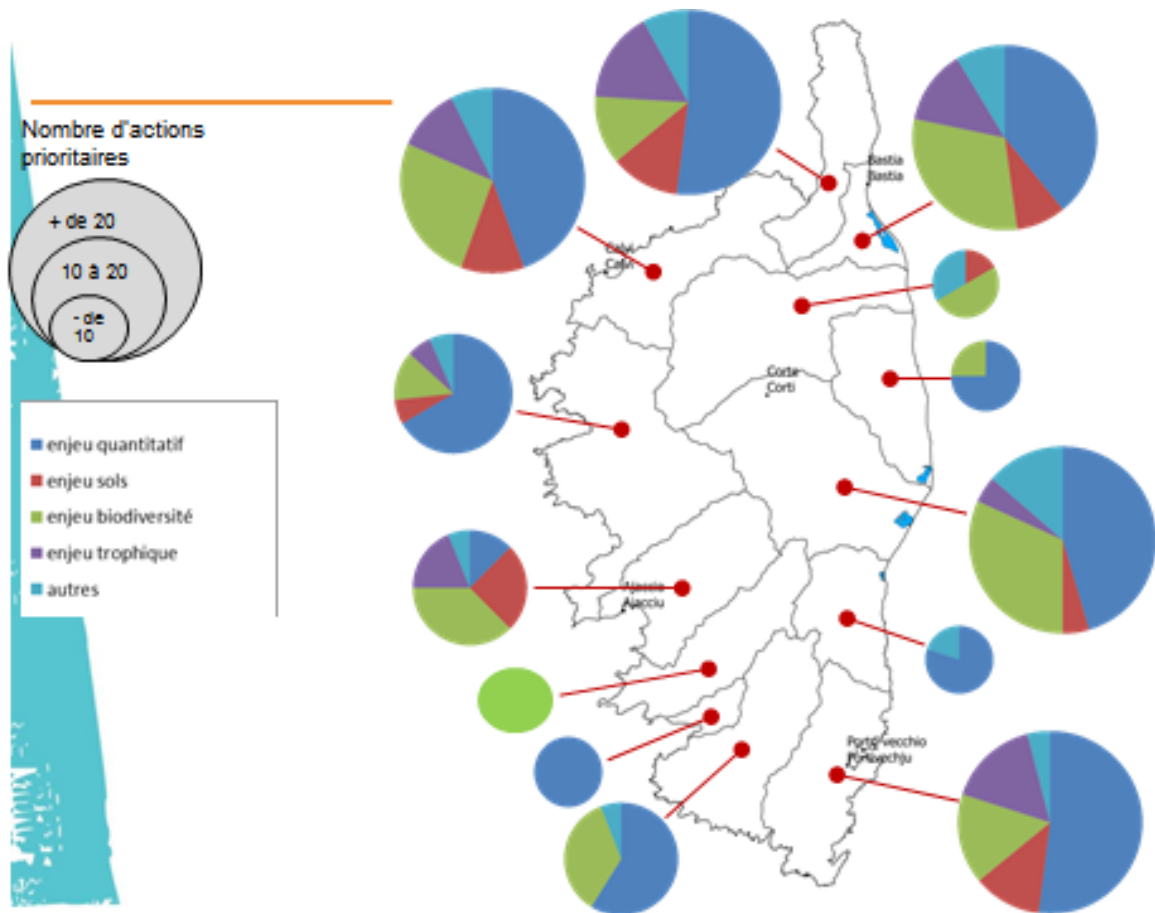 Nombre d'actions
prioritaires
+ de 20
10 à 20
- de
10
enjeu quantitatif
enjeu sols
enjeu biodiversité
enjeu trophique
autres
Bastia
Bastia
Calvi
Calvi
Corte
Corti
Ajaccio
Ajacciu
Porto vecchio
Portivechju